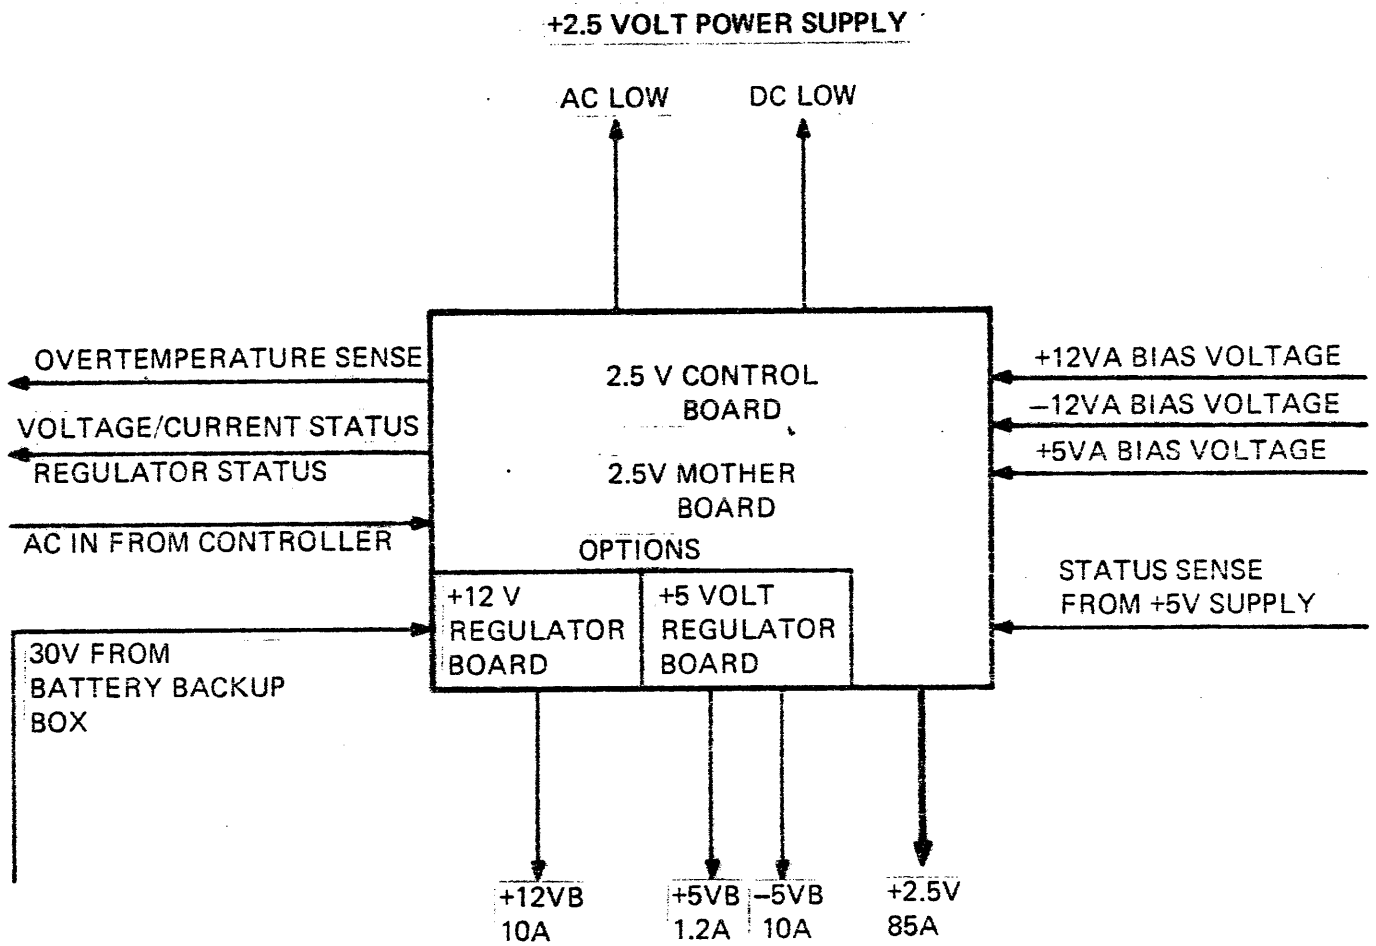 +2.5 VOLT POWER SUPPLY
AC LOW
DC LOW
OVERTEMPERATURE SENSE
VOLTAGE/CURRENT STATUS
REGULATOR STATUS
AC IN FROM CONTROLLER
30V FROM
BATTERY BACKUP
BOX
2.5 V CONTROL
BOARD
2.5V MOTHER
BOARD
OPTIONS
+12 V
REGULATOR
BOARD
+5 VOLT
REGULATOR
BOARD
+12VA BIAS VOLTAGE
–12VA BIAS VOLTAGE
+5VA BIAS VOLTAGE
STATUS SENSE
FROM +5V SUPPLY
+12VB
10A
+5VB
1.2A
–5VB
10A
+2.5V
85A